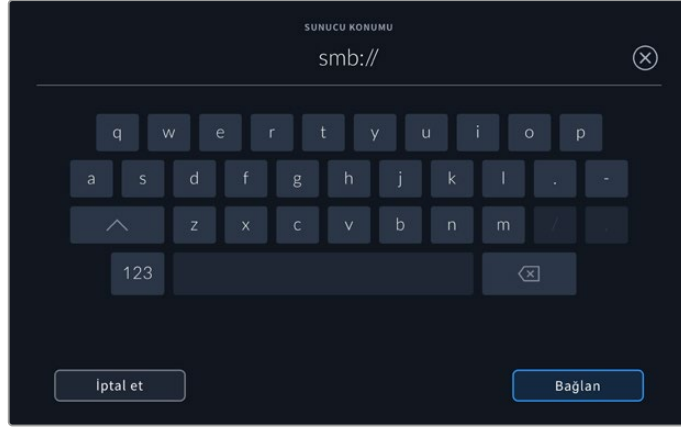 SUNUCU KONUMU
smb://
q w e r t y u i o p
a s d f g h j k l . -
z x c v b n m /
123
İptal et
Bağlan